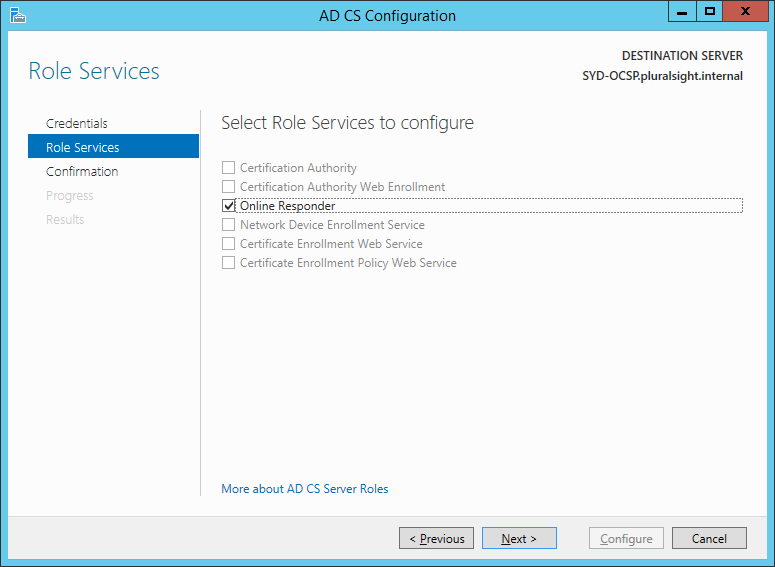 AD CS Configuration
Role Services
DESTINATION SERVER
SYD-OCSP.pluralsight.internal
Credentials
Role Services
Confirmation
Progress
Results
Select Role Services to configure
Certification Authority
Certification Authority Web Enrollment
Online Responder
Network Device Enrollment Service
Certificate Enrollment Web Service
Certificate Enrollment Policy Web Service
More about AD CS Server Roles
< Previous
Next >
Configure
Cancel